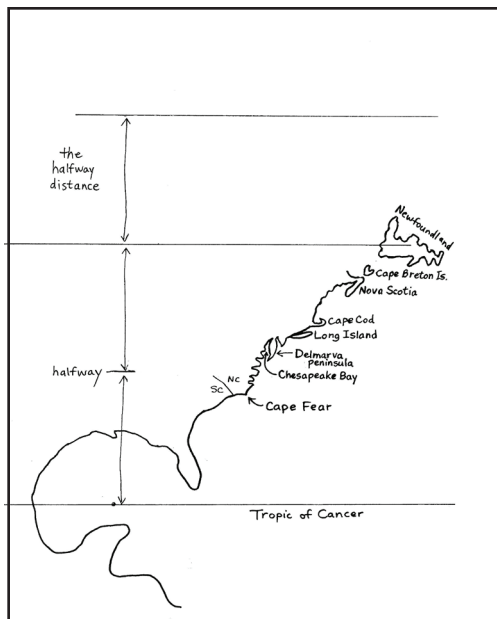 the
halfway
distance
Newfoundland
Cape Breton Is.
Nova Scotia
Cape Cod
Long Island
Delmarva
peninsula
Chesapeake Bay
halfway
NC
SC
Cape Fear
Tropic of Cancer